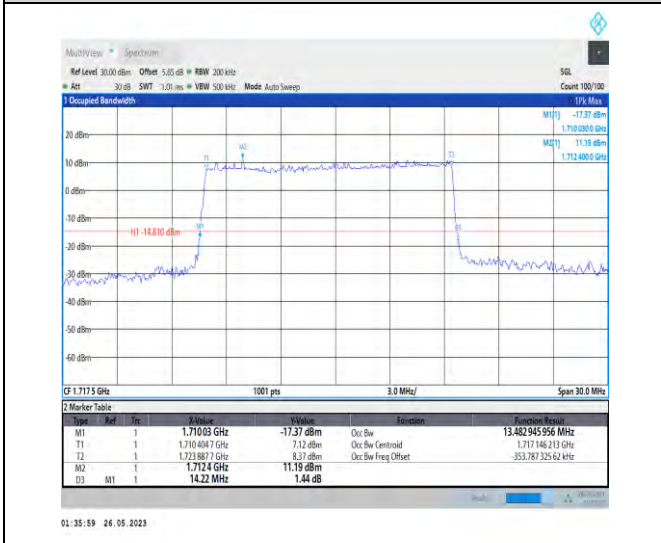 MultiView Spectrum
Ref Level 30.00 dBm Offset 5.85 dB RBW 200 kHz SGL
Att 30 dB SWT 1.01 ms VBW 500 kHz Mode Auto Sweep Count 100/100
1 Occupied Bandwidth 1Pk Max
M1[1] -17.37 dBm
1.710 030 0 GHz
M2[1] 11.19 dBm
1.712 400 0 GHz
20 dBm
M2
T1
T2
10 dBm
0 dBm
-10 dBm
H1 -14.810 dBm
M1
D3
-20 dBm
-30 dBm
-40 dBm
-50 dBm
-60 dBm
CF 1.7175 GHz 1001 pts 3.0 MHz/ Span 30.0 MHz
2 Marker Table
Type Ref Trc X-Value Y-Value Function Function Result
M1 1 1.71003 GHz -17.37 dBm Occ Bw 13.482 945 956 MHz
T1 1 1.710 404 7 GHz 7.12 dBm Occ Bw Centroid 1.717 146 213 GHz
T2 1 1.723 887 7 GHz 8.37 dBm Occ Bw Freq Offset -353.787 325 62 kHz
M2 1 1.7124 GHz 11.19 dBm
D3 M1 1 14.22 MHz 1.44 dB
01:35:59 26.05.2023